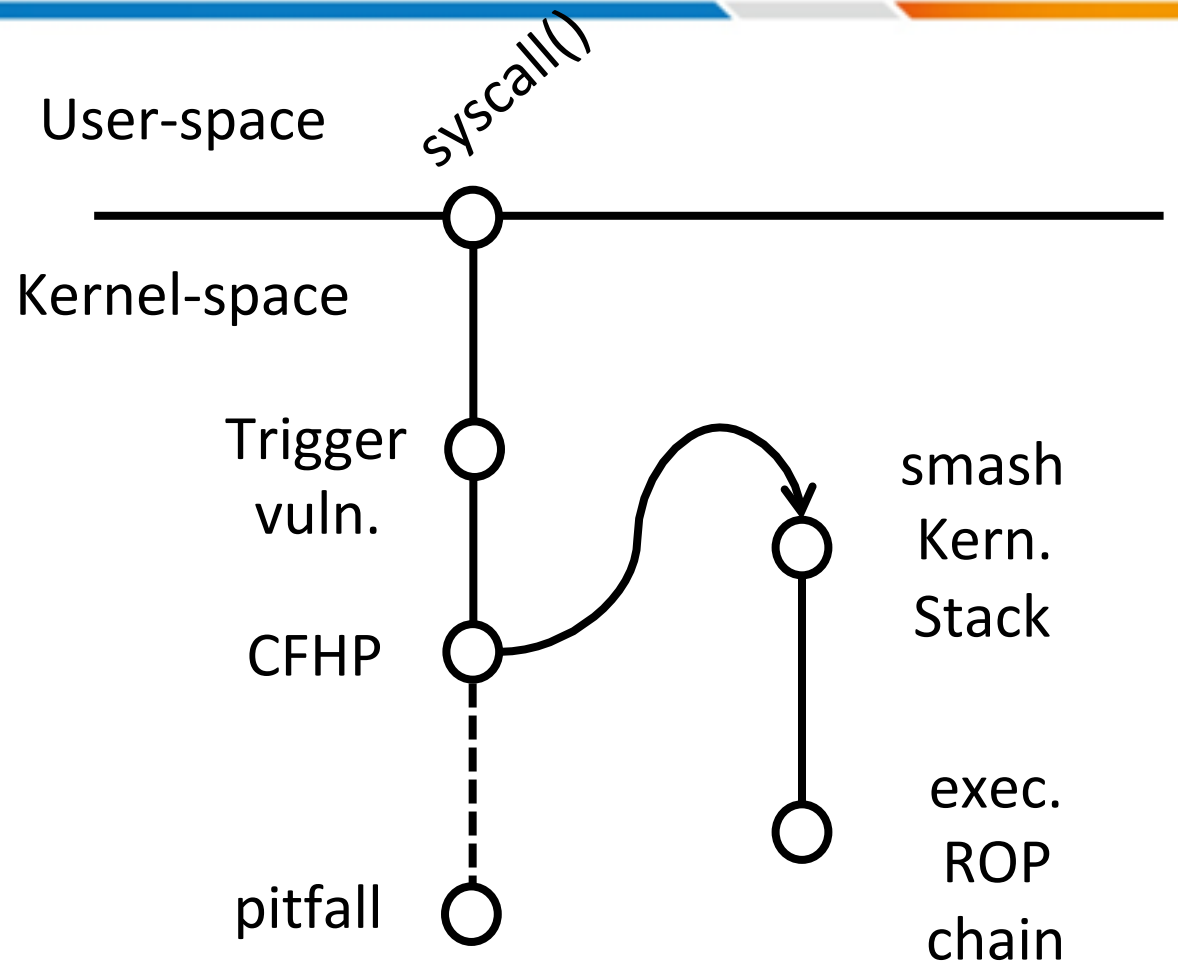 syscall()
User-space
Kernel-space
Trigger
vuln.
smash
Kern.
Stack
CFHP
exec.
ROP
chain
pitfall